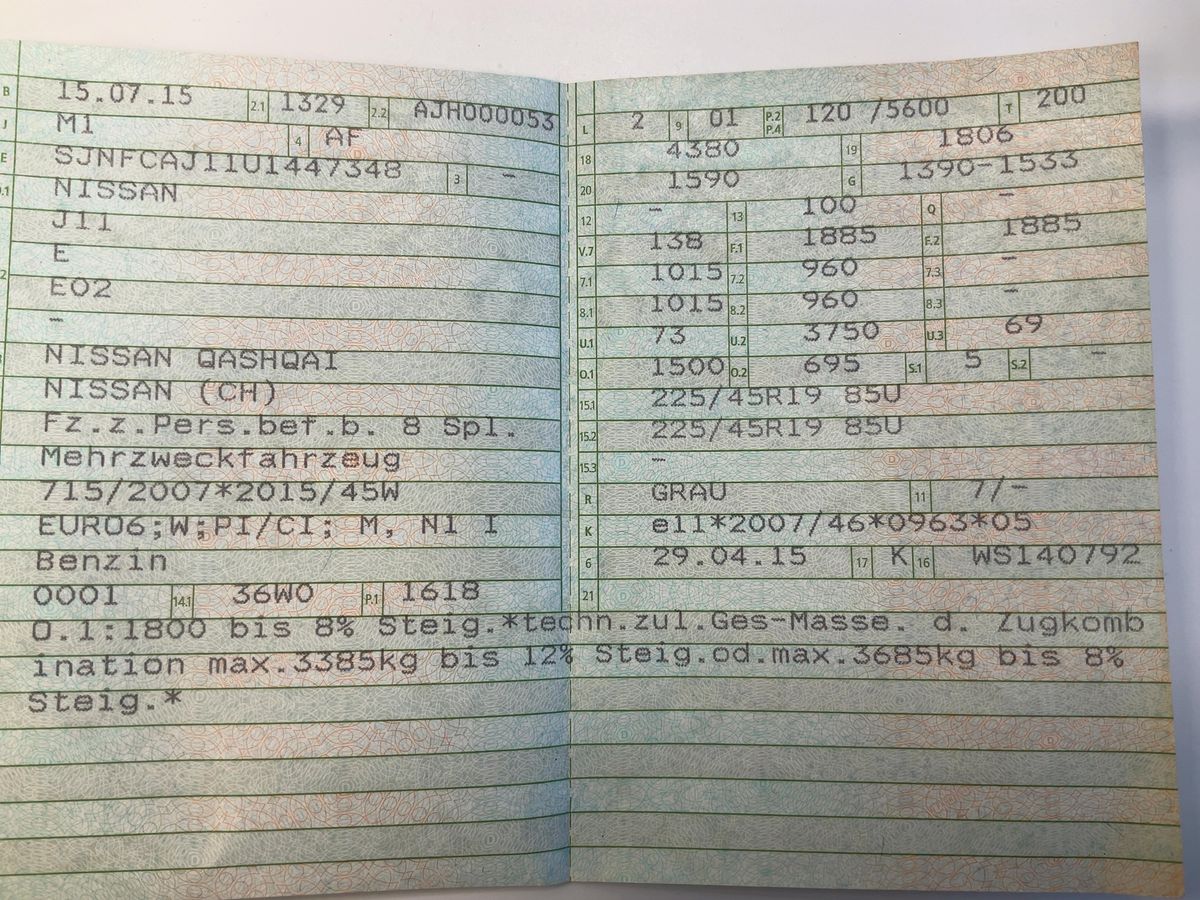 B 15.07.15 2.1 1329 2.2 AJH000053
J M1 4 AF
E SJNFCAJ11U1447348 3 -
NISSAN
J11
E
2 E02
-
NISSAN QASHQAI
NISSAN (CH)
Fz.z.Pers.bef.b. 8 Spl.
Mehrzweckfahrzeug
715/2007*2015/45W
EURO6;W;PI/CI; M, N1 I
Benzin
0001 14.1 36W0 P.1 1618
L 2 9 01 P.2 P.4 120 /5600 T 200
18 4380 19 1806
20 1590 G 1390-1533
12 - 13 100 Q -
V.7 138 F.1 1885 F.2 1885
7.1 1015 7.2 960 7.3 -
8.1 1015 8.2 960 8.3 -
U.1 73 U.2 3750 U.3 69
O.1 1500 O.2 695 S.1 5 S.2 -
15.1 225/45R19 85U
15.2 225/45R19 85U
15.3 -
R GRAU 11 7/-
K e11*2007/46*0963*05
6 29.04.15 17 K 16 WS140792
21
O.1:1800 bis 8% Steig.*techn.zul.Ges-Masse. d. Zugkomb
ination max.3385kg bis 12% Steig.od.max.3685kg bis 8%
Steig.*